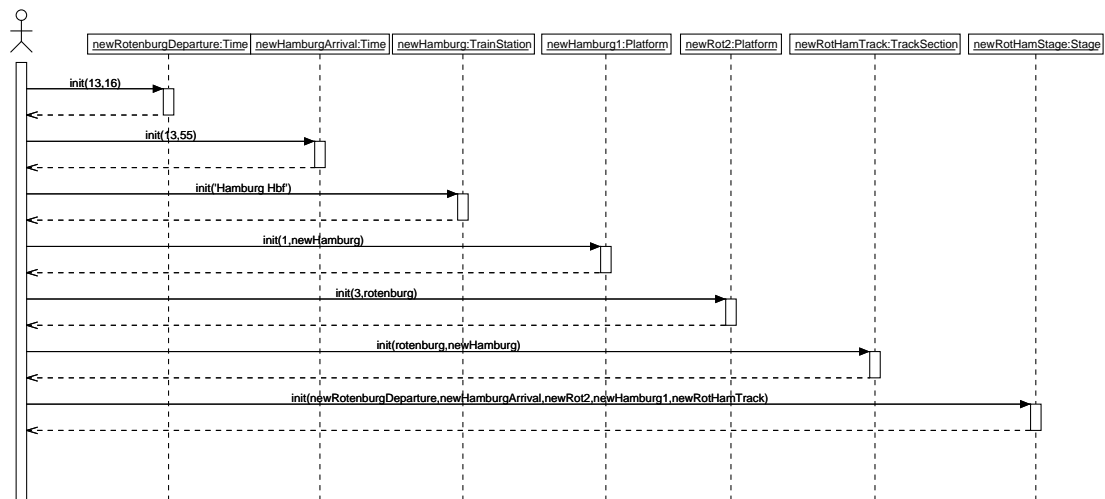 newRotenburgDeparture:Time
newHamburgArrival:Time
newHamburg:TrainStation
newHamburg1:Platform
newRot2:Platform
newRotHamTrack:TrackSection
newRotHamStage:Stage
init(13,16)
init(13,55)
init('Hamburg Hbf')
init(1,newHamburg)
init(3,rotenburg)
init(rotenburg,newHamburg)
init(newRotenburgDeparture,newHamburgArrival,newRot2,newHamburg1,newRotHamTrack)